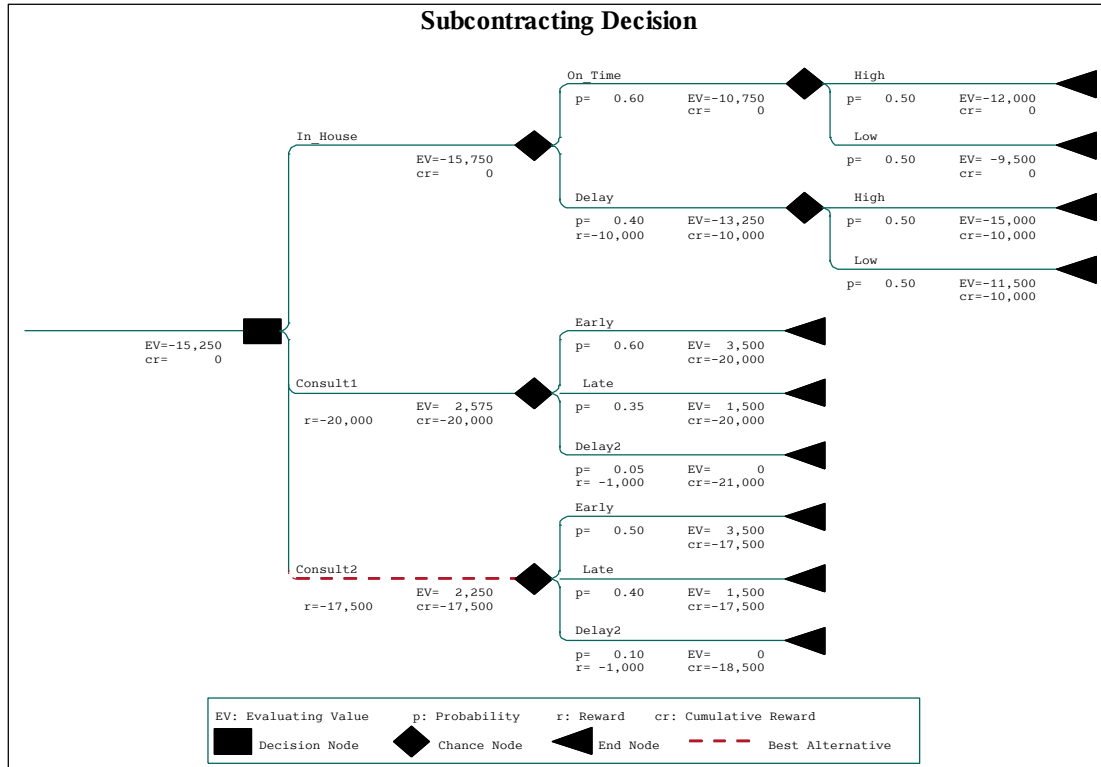 Subcontracting Decision
On_Time
p= 0.60 EV=-10,750
cr= 0
High
p= 0.50 EV=-12,000
cr= 0
Low
p= 0.50 EV= -9,500
cr= 0
In_House
EV=-15,750
cr= 0
Delay
p= 0.40 EV=-13,250
r=-10,000 cr=-10,000
High
p= 0.50 EV=-15,000
cr=-10,000
Low
p= 0.50 EV=-11,500
cr=-10,000
EV=-15,250
cr= 0
Early
p= 0.60 EV= 3,500
cr=-20,000
Consult1
EV= 2,575
r=-20,000 cr=-20,000
Late
p= 0.35 EV= 1,500
cr=-20,000
Delay2
p= 0.05 EV= 0
r= -1,000 cr=-21,000
Early
p= 0.50 EV= 3,500
cr=-17,500
Consult2
EV= 2,250
r=-17,500 cr=-17,500
Late
p= 0.40 EV= 1,500
cr=-17,500
Delay2
p= 0.10 EV= 0
r= -1,000 cr=-18,500
EV: Evaluating Value p: Probability r: Reward cr: Cumulative Reward
Decision Node Chance Node End Node Best Alternative